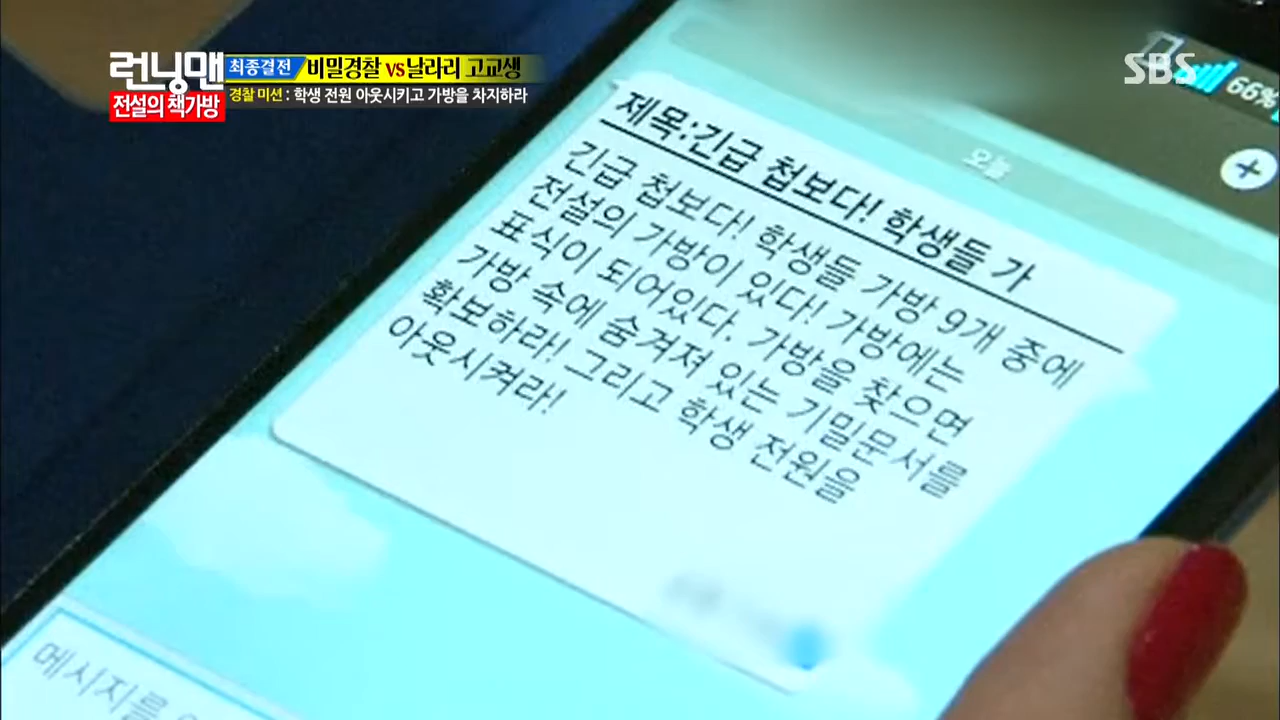 런닝맨
전설의 책가방
최종결전 비밀경찰 vs 날라리 고교생
경찰 미션 : 학생 전원 아웃시키고 가방을 차지하라
SBS
66%
오늘
제목:긴급 첩보다! 학생들 가
긴급 첩보다! 학생들 가방 9개 중에
전설의 가방이 있다! 가방에는
표식이 되어있다. 가방을 찾으면
가방 속에 숨겨져 있는 기밀문서를
확보하라! 그리고 학생 전원을
아웃시켜라!
메시지를